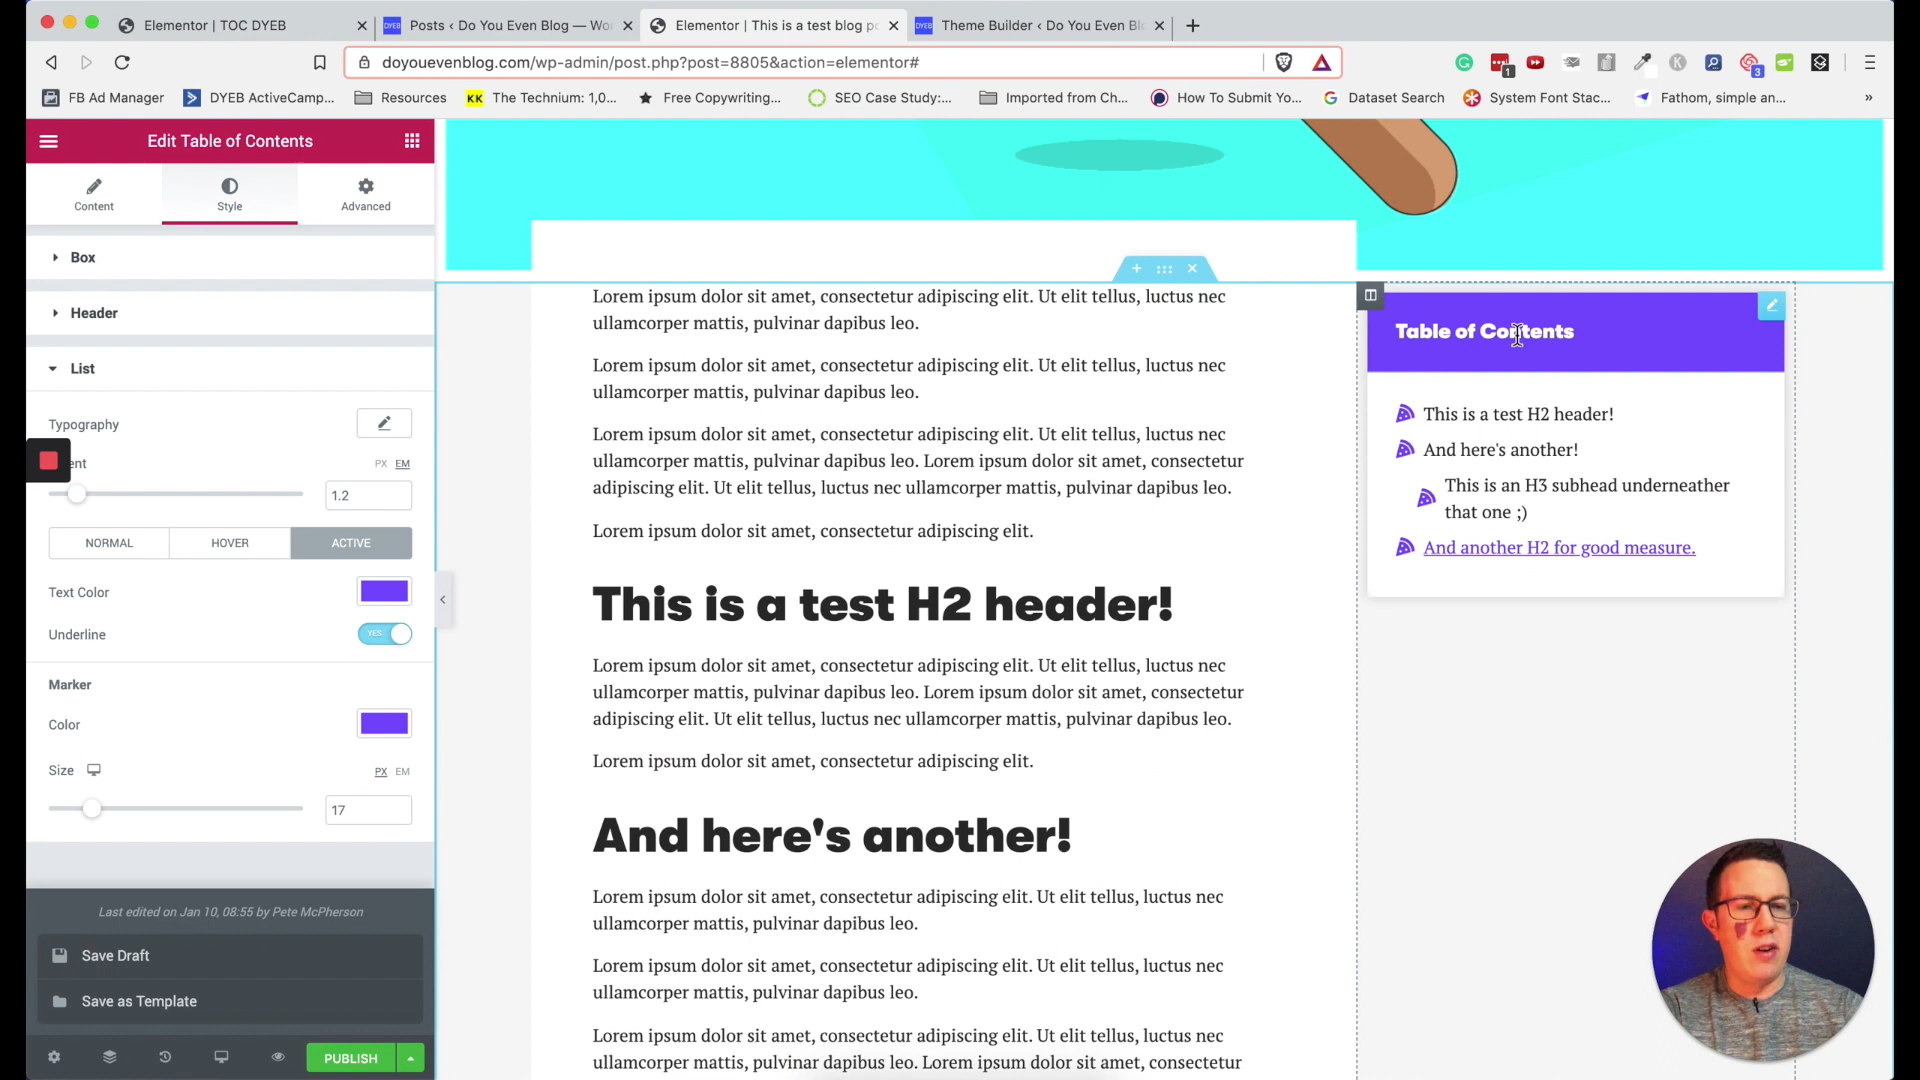 Elementor | TOC DYEB
Posts ‹ Do You Even Blog — Wor
Elementor | This is a test blog po
Theme Builder ‹ Do You Even Blo
doyouevenblog.com/wp-admin/post.php?post=8805&action=elementor#
1
3
FB Ad Manager
DYEB ActiveCamp...
Resources
KK The Technium: 1,0...
Free Copywriting...
SEO Case Study:...
Imported from Ch...
How To Submit Yo...
Dataset Search
System Font Stac...
Fathom, simple an...
»
Edit Table of Contents
Content
Style
Advanced
Box
Header
List
Typography
ent
PX EM
1.2
NORMAL
HOVER
ACTIVE
Text Color
Underline
YES
Marker
Color
Size
PX EM
17
Last edited on Jan 10, 08:55 by Pete McPherson
Save Draft
Save as Template
PUBLISH
Lorem ipsum dolor sit amet, consectetur adipiscing elit. Ut elit tellus, luctus nec
ullamcorper mattis, pulvinar dapibus leo.
Lorem ipsum dolor sit amet, consectetur adipiscing elit. Ut elit tellus, luctus nec
ullamcorper mattis, pulvinar dapibus leo.
Lorem ipsum dolor sit amet, consectetur adipiscing elit. Ut elit tellus, luctus nec
ullamcorper mattis, pulvinar dapibus leo. Lorem ipsum dolor sit amet, consectetur
adipiscing elit. Ut elit tellus, luctus nec ullamcorper mattis, pulvinar dapibus leo.
Lorem ipsum dolor sit amet, consectetur adipiscing elit.
This is a test H2 header!
Lorem ipsum dolor sit amet, consectetur adipiscing elit. Ut elit tellus, luctus nec
ullamcorper mattis, pulvinar dapibus leo. Lorem ipsum dolor sit amet, consectetur
adipiscing elit. Ut elit tellus, luctus nec ullamcorper mattis, pulvinar dapibus leo.
Lorem ipsum dolor sit amet, consectetur adipiscing elit.
And here's another!
Lorem ipsum dolor sit amet, consectetur adipiscing elit. Ut elit tellus, luctus nec
ullamcorper mattis, pulvinar dapibus leo.
Lorem ipsum dolor sit amet, consectetur adipiscing elit. Ut elit tellus, luctus nec
ullamcorper mattis, pulvinar dapibus leo.
Lorem ipsum dolor sit amet, consectetur adipiscing elit. Ut elit tellus, luctus nec
ullamcorper mattis, pulvinar dapibus leo. Lorem ipsum dolor sit amet, consectetur
Table of Contents
This is a test H2 header!
And here's another!
This is an H3 subhead underneather
that one ;)
And another H2 for good measure.